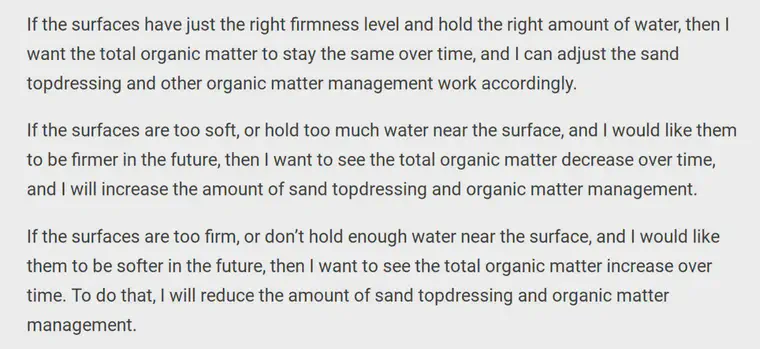 If the surfaces have just the right firmness level and hold the right amount of water, then I
want the total organic matter to stay the same over time, and I can adjust the sand
topdressing and other organic matter management work accordingly.
If the surfaces are too soft, or hold too much water near the surface, and I would like them
to be firmer in the future, then I want to see the total organic matter decrease over time,
and I will increase the amount of sand topdressing and organic matter management.
If the surfaces are too firm, or don’t hold enough water near the surface, and I would like
them to be softer in the future, then I want to see the total organic matter increase over
time. To do that, I will reduce the amount of sand topdressing and organic matter
management.